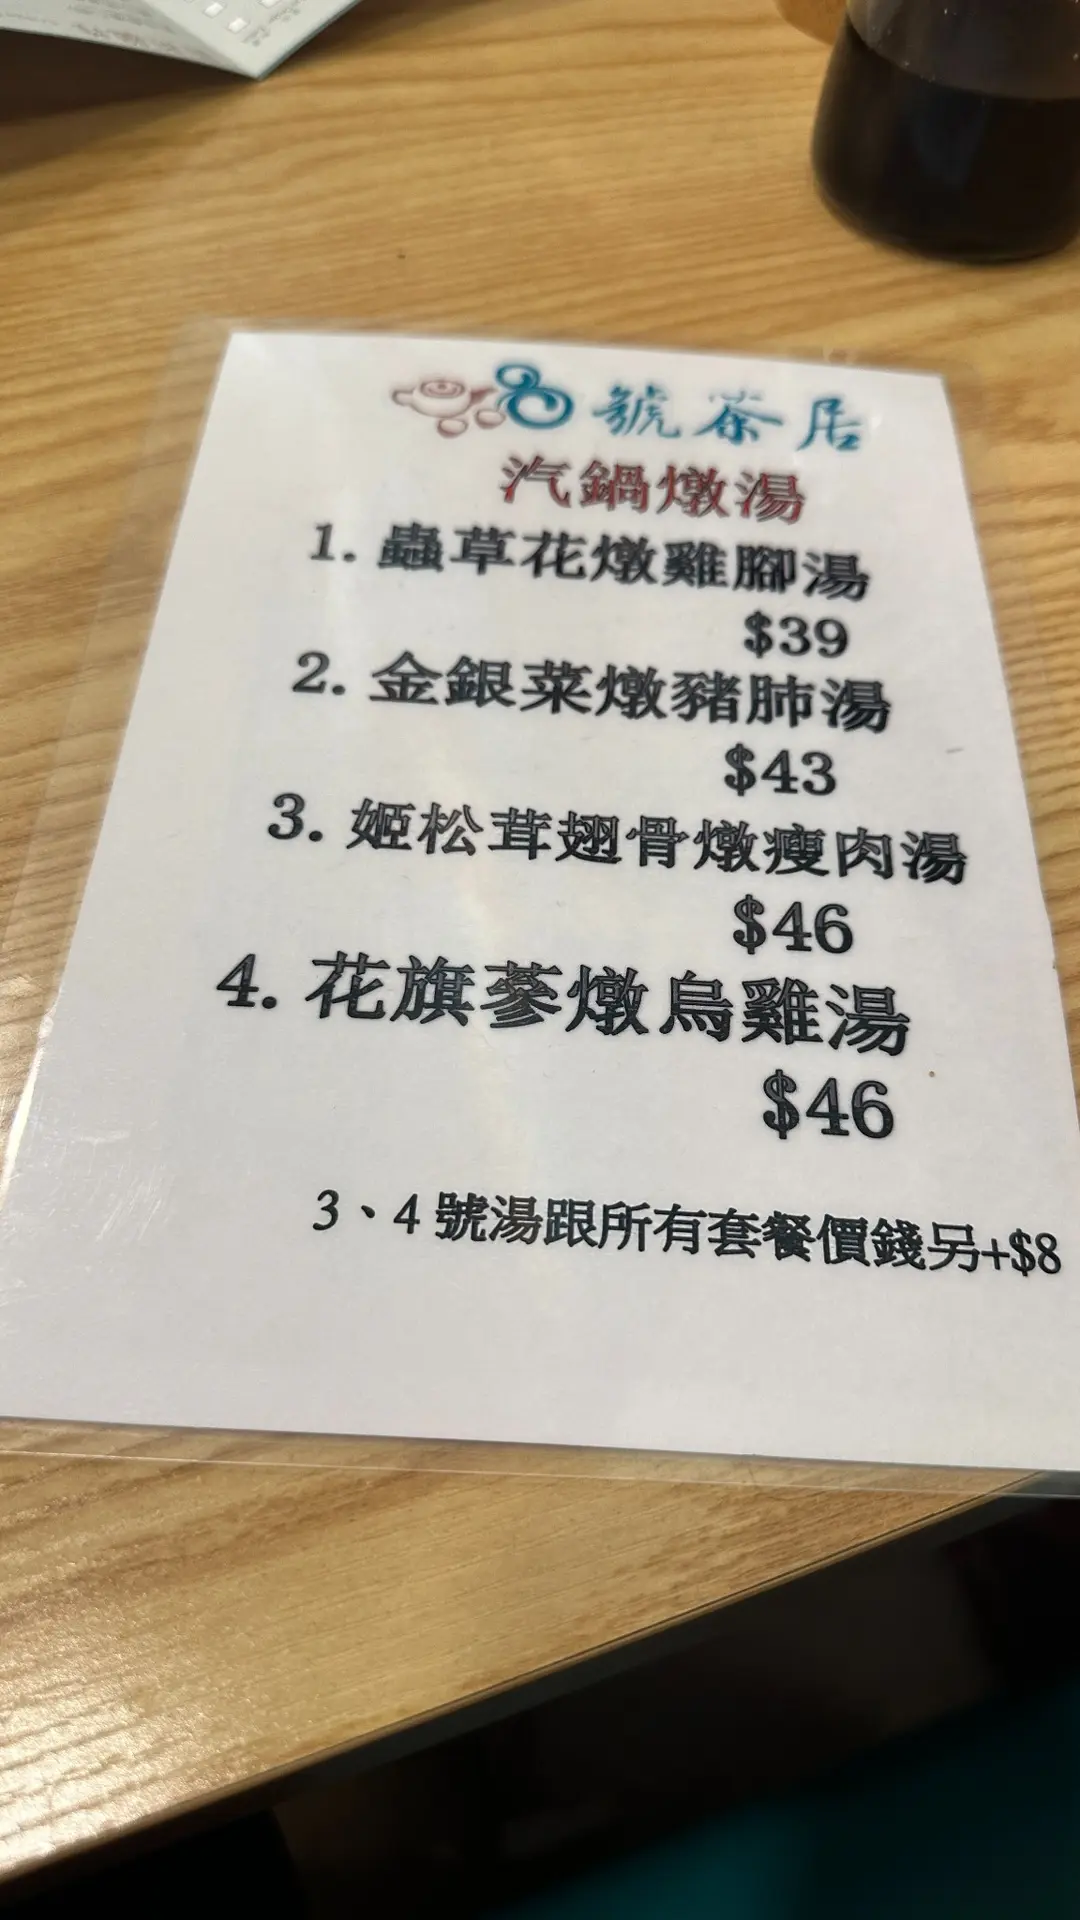 80號茶居
汽鍋燉湯
1. 蟲草花燉雞腳湯
$39
2. 金銀菜燉豬肺湯
$43
3. 姬松茸翅骨燉瘦肉湯
$46
4. 花旗蔘燉烏雞湯
$46
3、4號湯跟所有套餐價錢另+$8